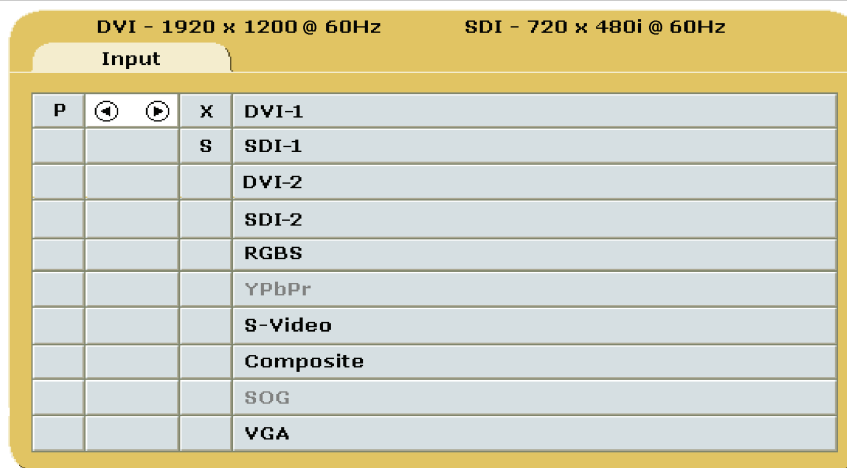 DVI - 1920 x 1200 @ 60Hz SDI - 720 x 480i @ 60Hz
Input
P X DVI-1
S SDI-1
DVI-2
SDI-2
RGBS
YPbPr
S-Video
Composite
SOG
VGA